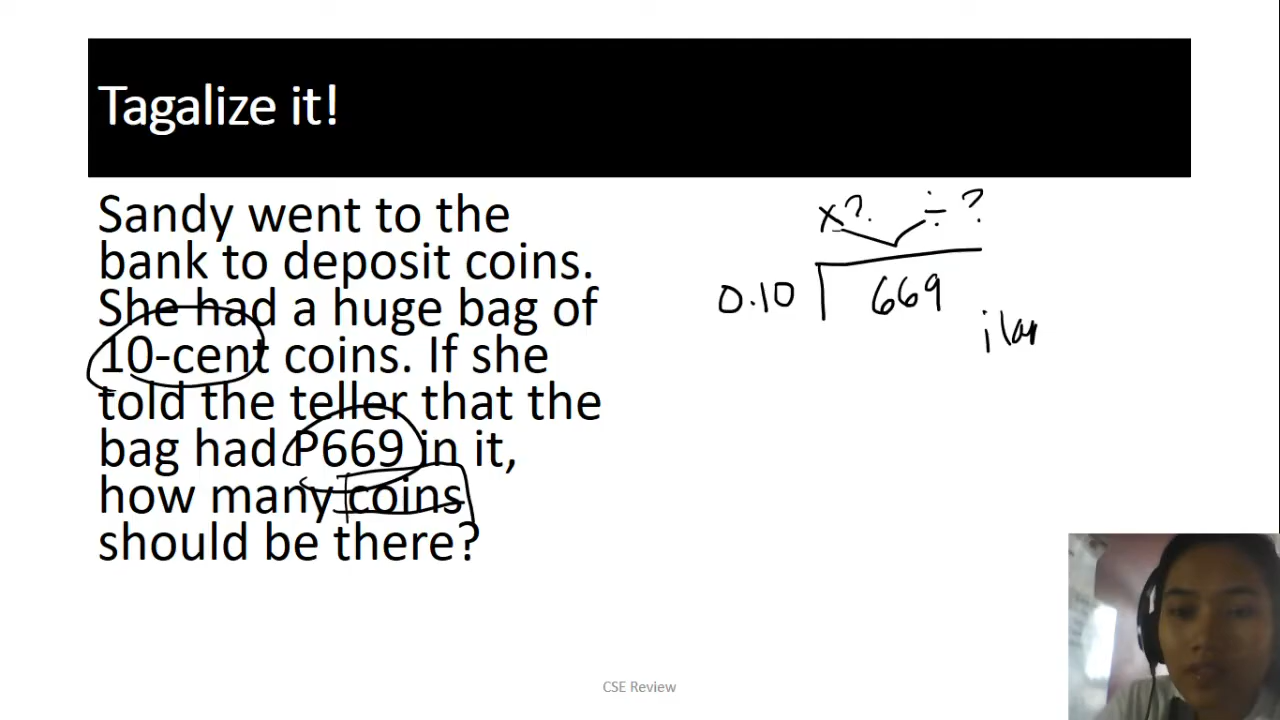 Tagalize it!
Sandy went to the
bank to deposit coins.
She had a huge bag of
10-cent coins. If she
told the teller that the
bag had P669 in it,
how many coins
should be there?
x?. ÷ ?
0.10 669
ilan
CSE Review